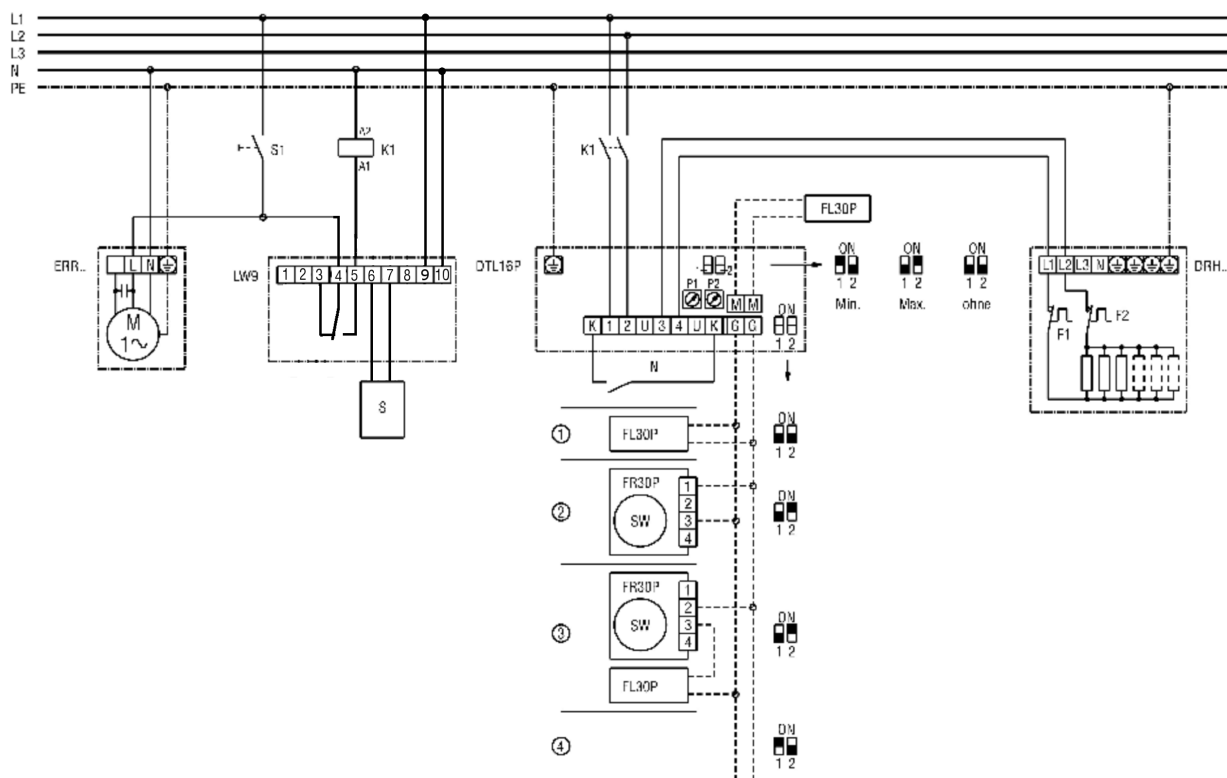 L1
L2
L3
N
PE
S1
A2
K1
A1
K1
FL30P
ERR..
L N
M
1~
LW9
1 2 3 4 5 6 7 8 9 10
S
DTL16P
1 2
P1 P2
M M
K 1 2 U 3 4 U K G G
N
ON
1 2
ON
1 2
Min.
ON
1 2
Max.
ON
1 2
ohne
L1 L2 L3 N
DRH..
F1
F2
1
FL30P
ON
1 2
2
FR30P
SW
1
2
3
4
ON
1 2
3
FR30P
SW
1
2
3
4
FL30P
ON
1 2
4
ON
1 2